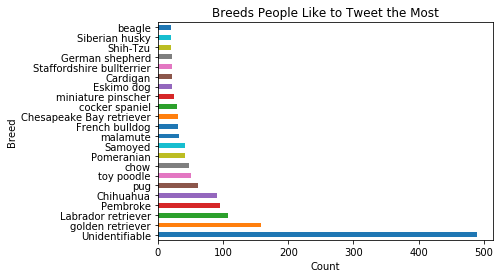 Breeds People Like to Tweet the Most
beagle
Siberian husky
Shih-Tzu
German shepherd
Staffordshire bullterrier
Cardigan
Eskimo dog
miniature pinscher
cocker spaniel
Chesapeake Bay retriever
French bulldog
malamute
Samoyed
Pomeranian
chow
toy poodle
pug
Chihuahua
Pembroke
Labrador retriever
golden retriever
Unidentifiable
Breed
0 100 200 300 400 500
Count